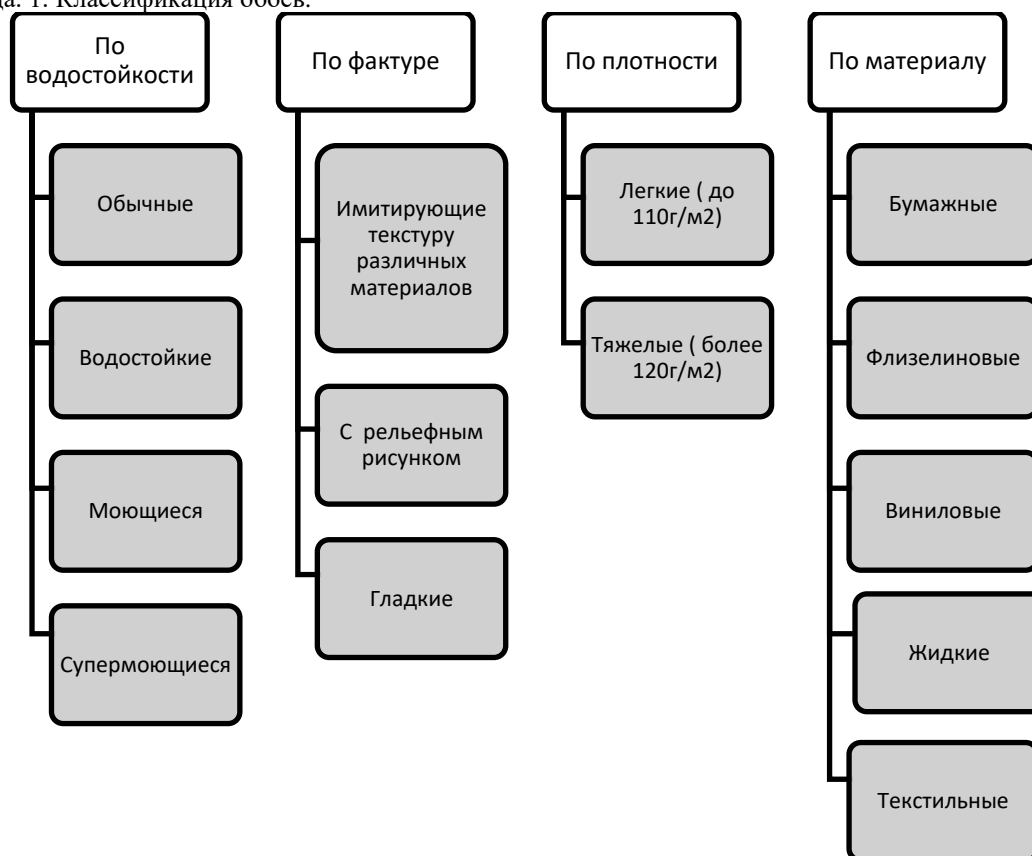 1. Классификация обоев.
По
водостойкости
Обычные
Водостойкие
Моющиеся
Супермоющиеся
По фактуре
Имитирующие
текстуру
различных
материалов
С рельефным
рисунком
Гладкие
По плотности
Легкие ( до
110г/м2)
Тяжелые ( более
120г/м2)
По материалу
Бумажные
Флизелиновые
Виниловые
Жидкие
Текстильные